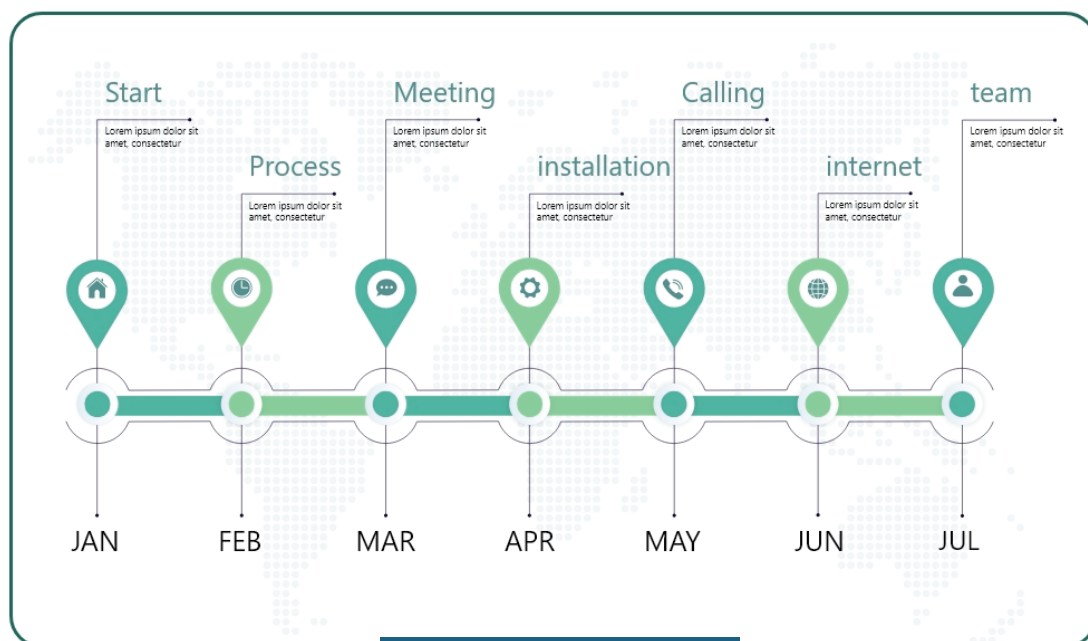 Start
Lorem ipsum dolor sit
amet, consectetur
Process
Lorem ipsum dolor sit
amet, consectetur
Meeting
Lorem ipsum dolor sit
amet, consectetur
installation
Lorem ipsum dolor sit
amet, consectetur
Calling
Lorem ipsum dolor sit
amet, consectetur
internet
Lorem ipsum dolor sit
amet, consectetur
team
Lorem ipsum dolor sit
amet, consectetur
JAN
FEB
MAR
APR
MAY
JUN
JUL